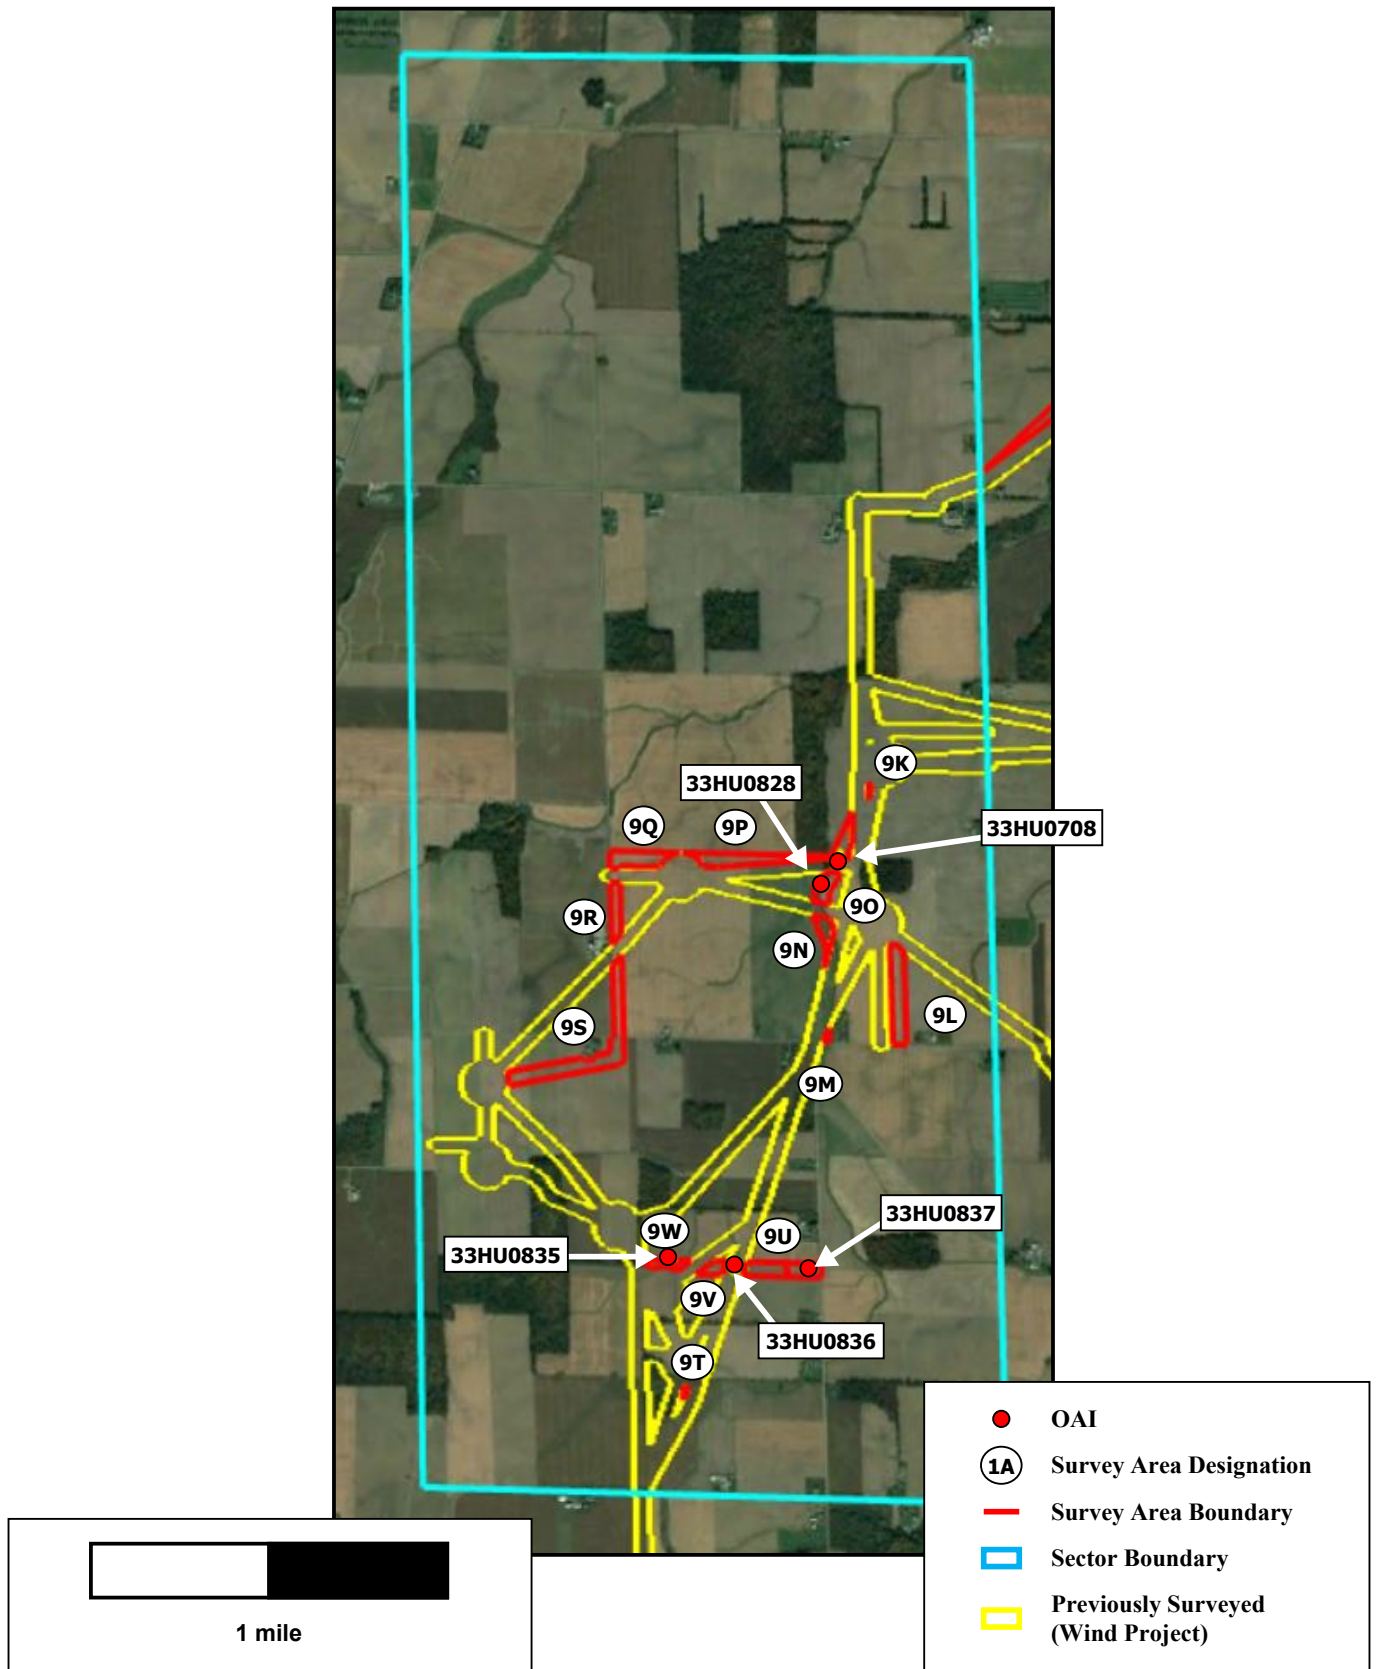 9K
33HU0828
33HU0708
9Q
9P
9O
9R
9N
9L
9S
9M
33HU0837
9W
9U
33HU0835
9V
33HU0836
9T
OAI
1A Survey Area Designation
Survey Area Boundary
Sector Boundary
Previously Surveyed
(Wind Project)
1 mile